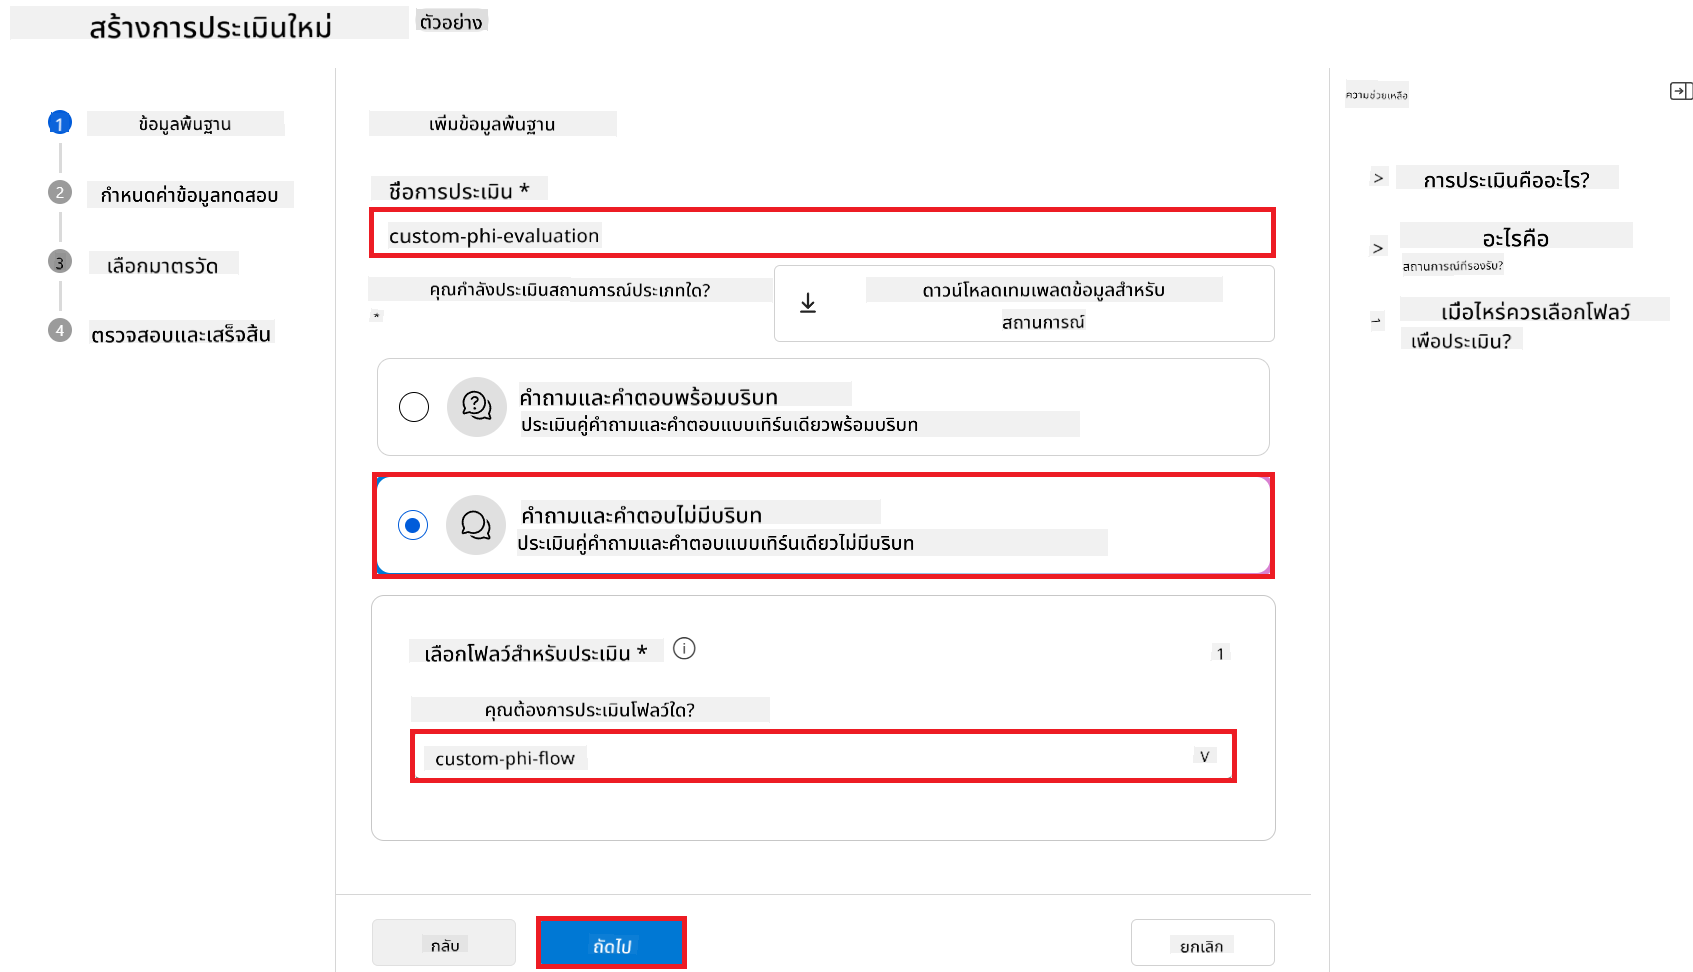 สร้างการประเมินใหม่ ตัวอย่าง
1 ข้อมูลพื้นฐาน
2 กำหนดค่าข้อมูลทดสอบ
3 เลือกมาตรวัด
4 ตรวจสอบและเสร็จสิ้น
เพิ่มข้อมูลพื้นฐาน
ชื่อการประเมิน *
custom-phi-evaluation
คุณกำลังประเมินสถานการณ์ประเภทใด?
*
ดาวน์โหลดเทมเพลตข้อมูลสำหรับ
สถานการณ์
คำถามและคำตอบพร้อมบริบท
ประเมินคู่คำถามและคำตอบแบบเทิร์นเดียวพร้อมบริบท
คำถามและคำตอบไม่มีบริบท
ประเมินคู่คำถามและคำตอบแบบเทิร์นเดียวไม่มีบริบท
เลือกโฟลว์สำหรับประเมิน *
1
คุณต้องการประเมินโฟลว์ใด?
custom-phi-flow V
กลับ ถัดไป ยกเลิก
ความช่วยเหลือ
> การประเมินคืออะไร?
> อะไรคือ
สถานการณ์ที่รองรับ?
เมื่อไหร่ควรเลือกโฟลว์
เพื่อประเมิน?